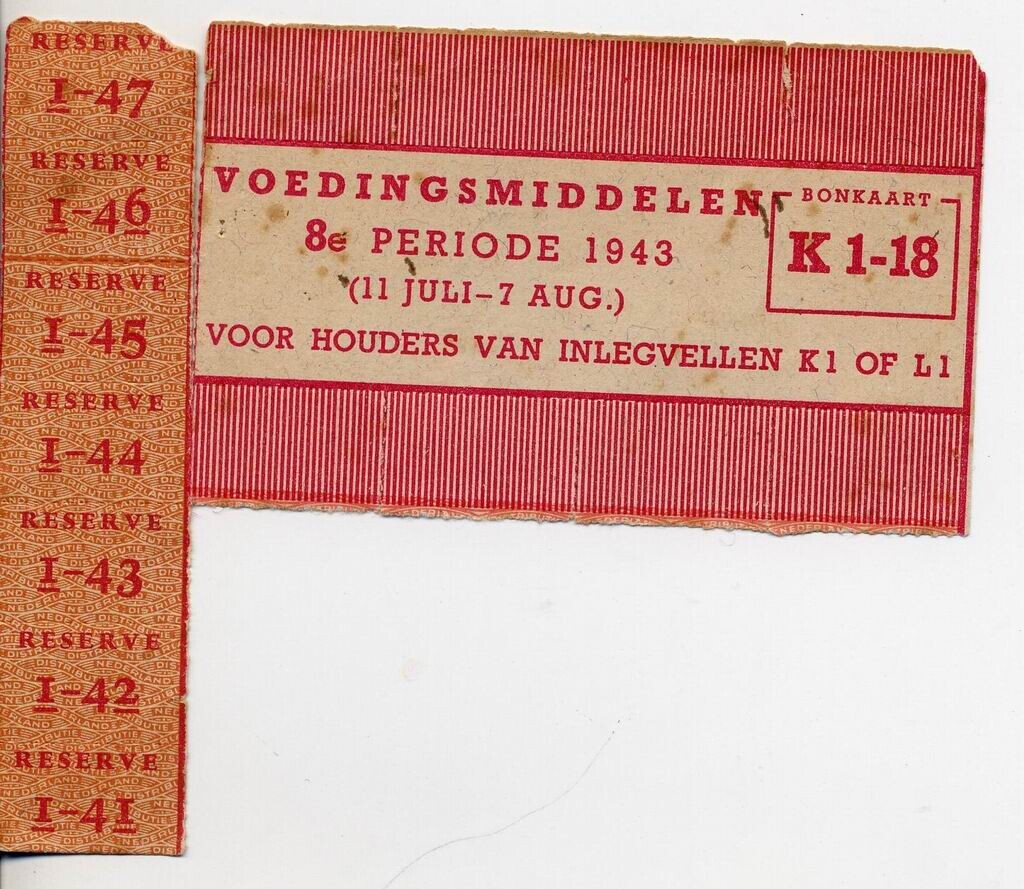 RESERVE
I-47
RESERVE
I-46
RESERVE
I-45
RESERVE
I-44
RESERVE
I-43
RESERVE
I-42
RESERVE
I-41
VOEDINGSMIDDELEN
8e PERIODE 1943
(11 JULI–7 AUG.)
VOOR HOUDERS VAN INLEGVELLEN K1 OF L1
BONKAART
K 1-18